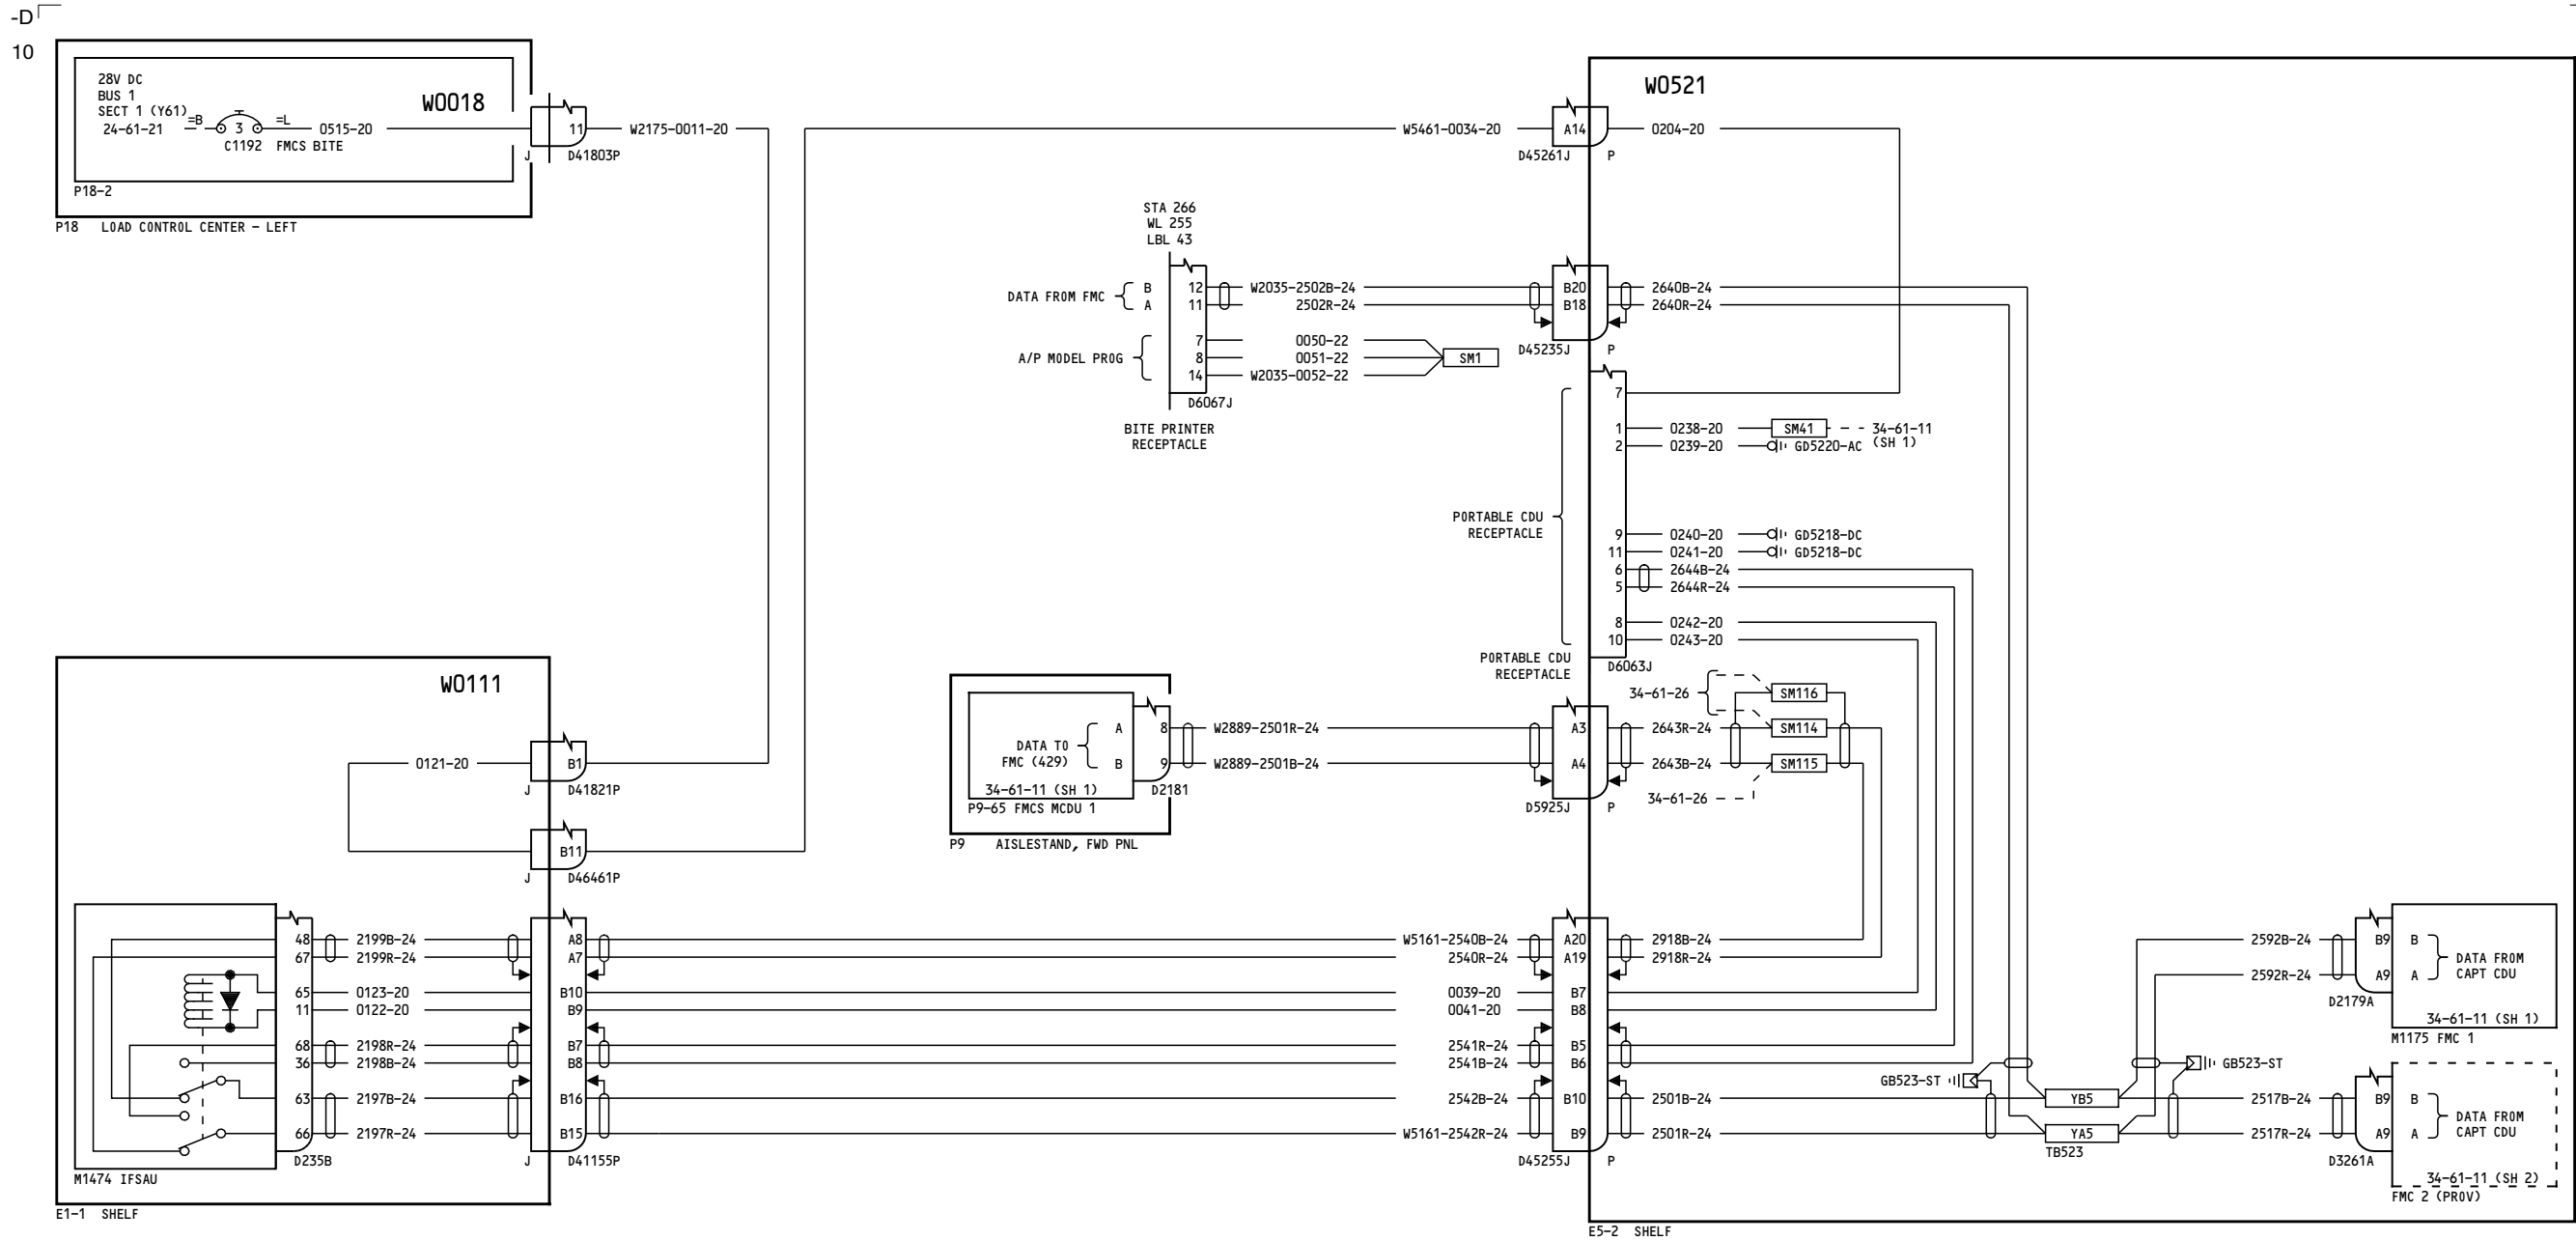 -D
10
28V DC
BUS 1
SECT 1 (Y61)
24-61-21
=B
3
=L
0515-20
C1192 FMCS BITE
W0018
P18-2
P18 LOAD CONTROL CENTER - LEFT
J
11
D41803P
W2175-0011-20
W5461-0034-20
A14
D45261J
P
0204-20
W0521
STA 266
WL 255
LBL 43
DATA FROM FMC
B 12 W2035-2502B-24 B20 2640B-24
A 11 2502R-24 B18 2640R-24
D45235J P
A/P MODEL PROG
7 0050-22
8 0051-22 SM1
14 W2035-0052-22
D6067J
BITE PRINTER
RECEPTACLE
7
1 0238-20 SM41 34-61-11
2 0239-20 GD5220-AC (SH 1)
PORTABLE CDU
RECEPTACLE
9 0240-20 GD5218-DC
11 0241-20 GD5218-DC
6 2644B-24
5 2644R-24
8 0242-20
10 0243-20
PORTABLE CDU
RECEPTACLE
D6063J
W0111
0121-20
B1
J D41821P
B11
J D46461P
DATA TO
FMC (429)
A 8 W2889-2501R-24 A3 2643R-24 SM114
B 9 W2889-2501B-24 A4 2643B-24 SM115
34-61-26 SM116
34-61-26
34-61-11 (SH 1)
D2181
P9-65 FMCS MCDU 1
P9 AISLESTAND, FWD PNL
D5925J P
48 2199B-24 A8 W5161-2540B-24 A20 2918B-24
67 2199R-24 A7 2540R-24 A19 2918R-24
65 0123-20 B10 0039-20 B7
11 0122-20 B9 0041-20 B8
68 2198R-24 B7 2541R-24 B5
36 2198B-24 B8 2541B-24 B6
63 2197B-24 B16 2542B-24 B10 2501B-24 YB5 2517B-24 B9 B
66 2197R-24 B15 W5161-2542R-24 B9 2501R-24 YA5 2517R-24 A9 A
D235B
J D41155P
D45255J P
TB523
M1474 IFSAU
E1-1 SHELF
GB523-ST
GB523-ST
2592B-24 B9 B
2592R-24 A9 A
DATA FROM
CAPT CDU
D2179A
34-61-11 (SH 1)
M1175 FMC 1
DATA FROM
CAPT CDU
D3261A
34-61-11 (SH 2)
FMC 2 (PROV)
E5-2 SHELF